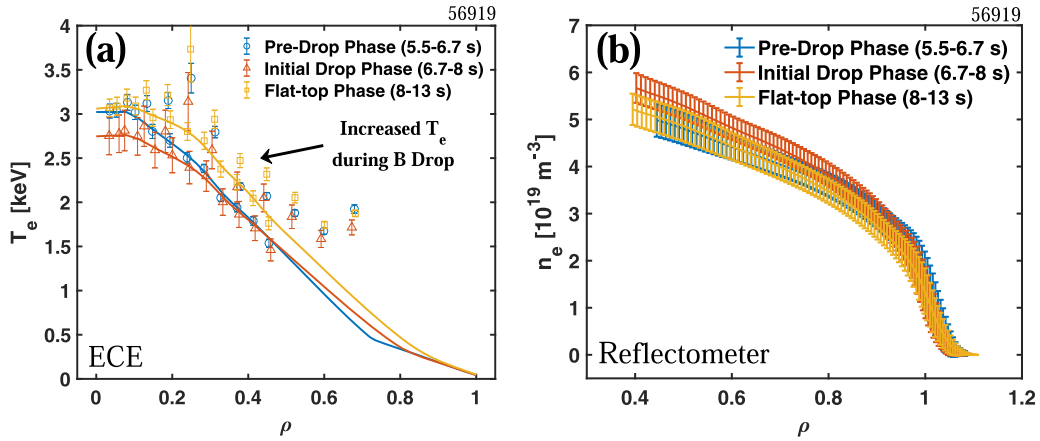 56919
(a)
Pre-Drop Phase (5.5-6.7 s)
Initial Drop Phase (6.7-8 s)
Flat-top Phase (8-13 s)
Increased T_e
during B Drop
ECE
T_e [keV]
4
3.5
3
2.5
2
1.5
1
0.5
0
0 0.2 0.4 0.6 0.8 1
ρ
56919
(b)
Pre-Drop Phase (5.5-6.7 s)
Initial Drop Phase (6.7-8 s)
Flat-top Phase (8-13 s)
Reflectometer
n_e [10^19 m^-3]
7
6
5
4
3
2
1
0
0.4 0.6 0.8 1 1.2
ρ